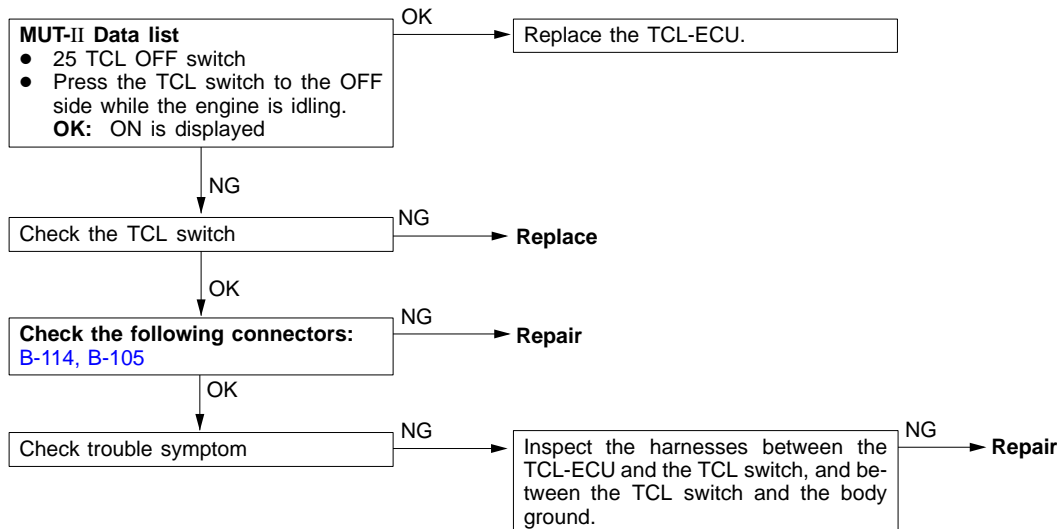 MUT-II Data list
● 25 TCL OFF switch
● Press the TCL switch to the OFF
side while the engine is idling.
OK: ON is displayed
OK
Replace the TCL-ECU.
NG
Check the TCL switch
NG
Replace
OK
Check the following connectors:
B-114, B-105
NG
Repair
OK
Check trouble symptom
NG
Inspect the harnesses between the
TCL-ECU and the TCL switch, and be-
tween the TCL switch and the body
ground.
NG
Repair